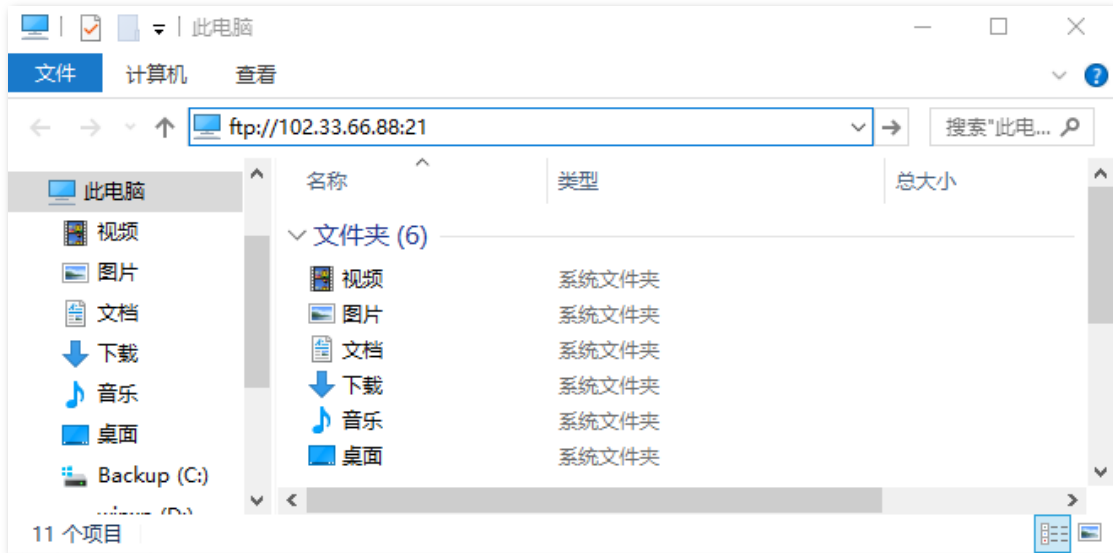 此电脑
文件 计算机 查看
ftp://102.33.66.88:21 搜索"此电...
此电脑
视频
图片
文档
下载
音乐
桌面
Backup (C:)
名称 类型 总大小
文件夹 (6)
视频 系统文件夹
图片 系统文件夹
文档 系统文件夹
下载 系统文件夹
音乐 系统文件夹
桌面 系统文件夹
11 个项目